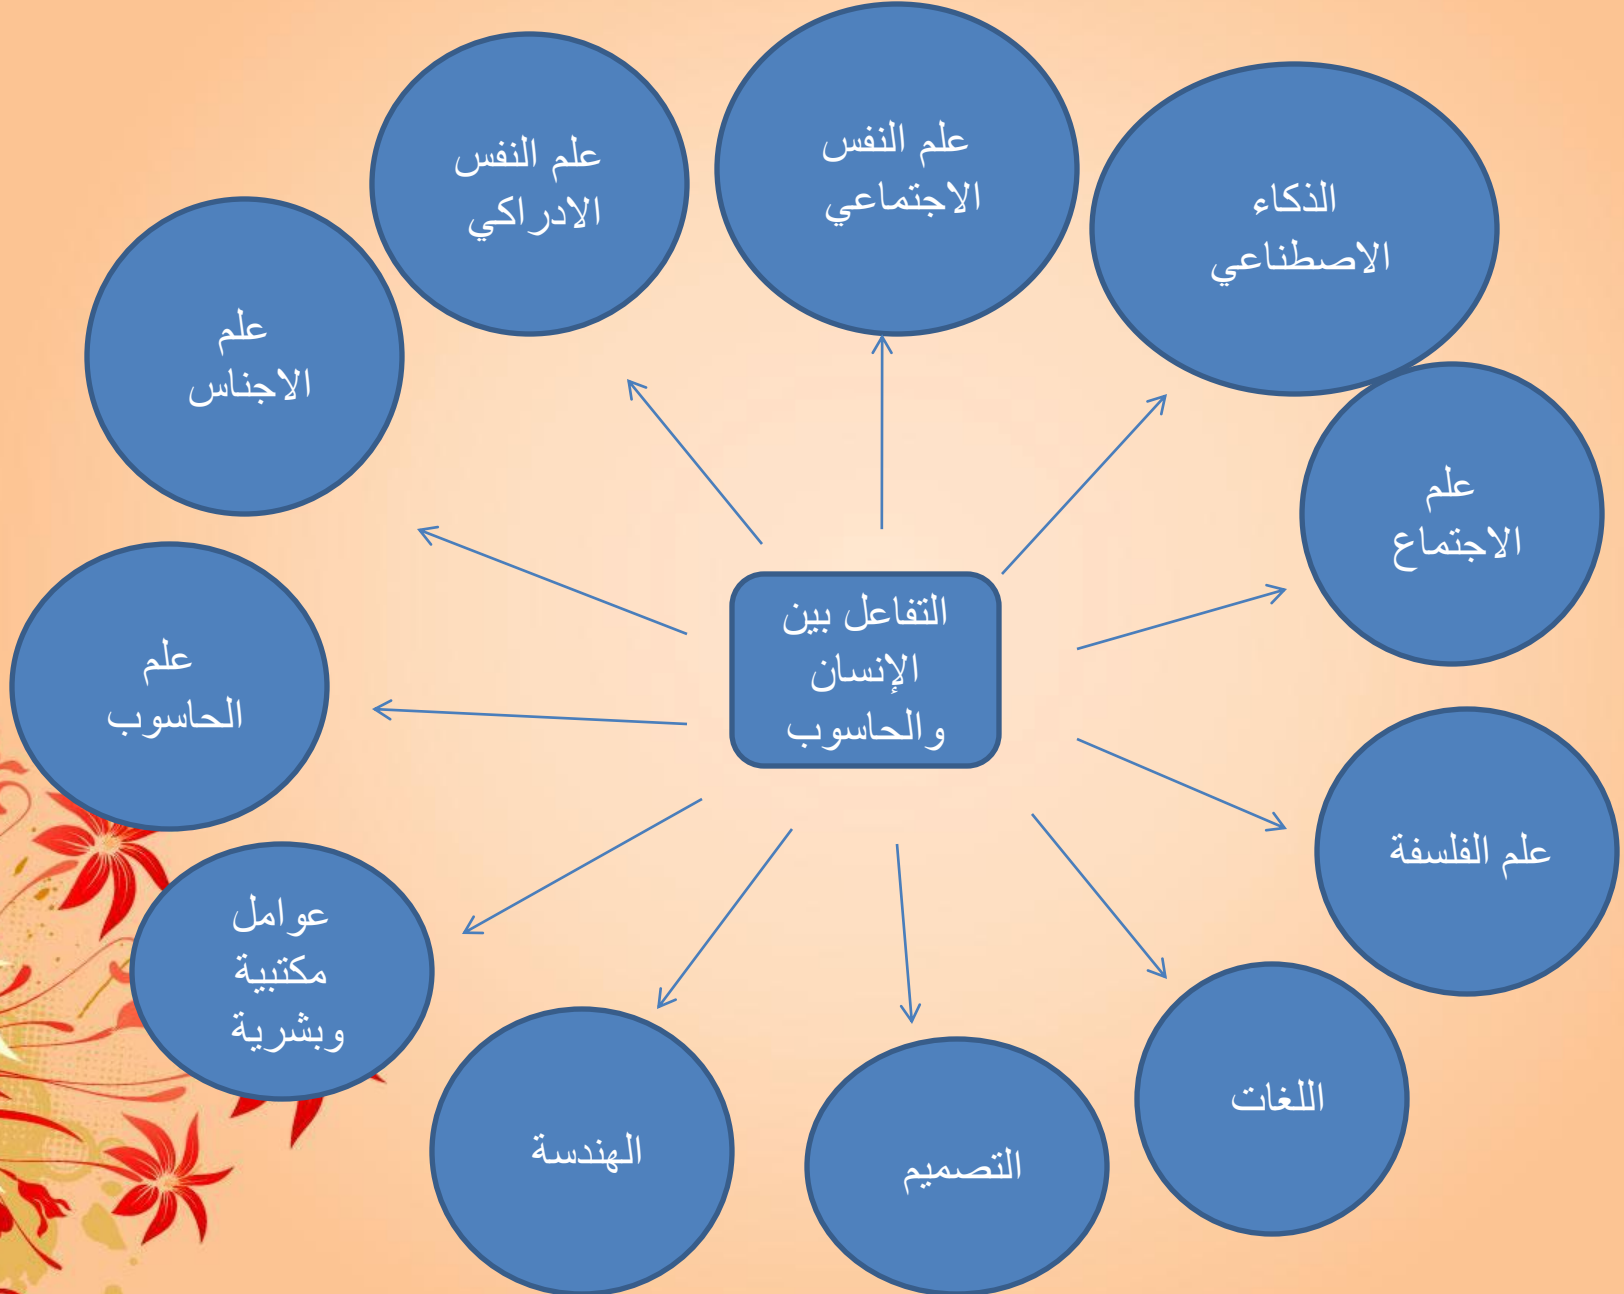 علم النفس
الاجتماعي
الذكاء
الاصطناعي
علم
الاجتماع
علم الفلسفة
اللغات
التصميم
الهندسة
عوامل
مكتبية
وبشرية
علم
الحاسوب
علم
الاجناس
علم النفس
الادراكي
التفاعل بين
الإنسان
والحاسوب